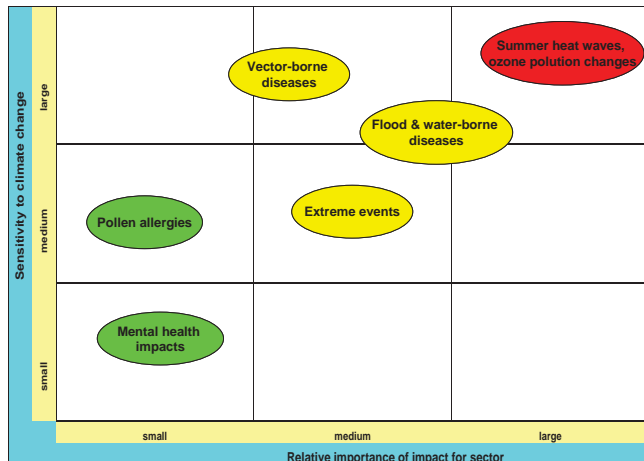 Summer heat waves,
ozone polution changes
Vector-borne
diseases
Flood & water-borne
diseases
Pollen allergies
Extreme events
Mental health
impacts
Sensitivity to climate change
large
medium
small
small
medium
large
Relative importance of impact for sector